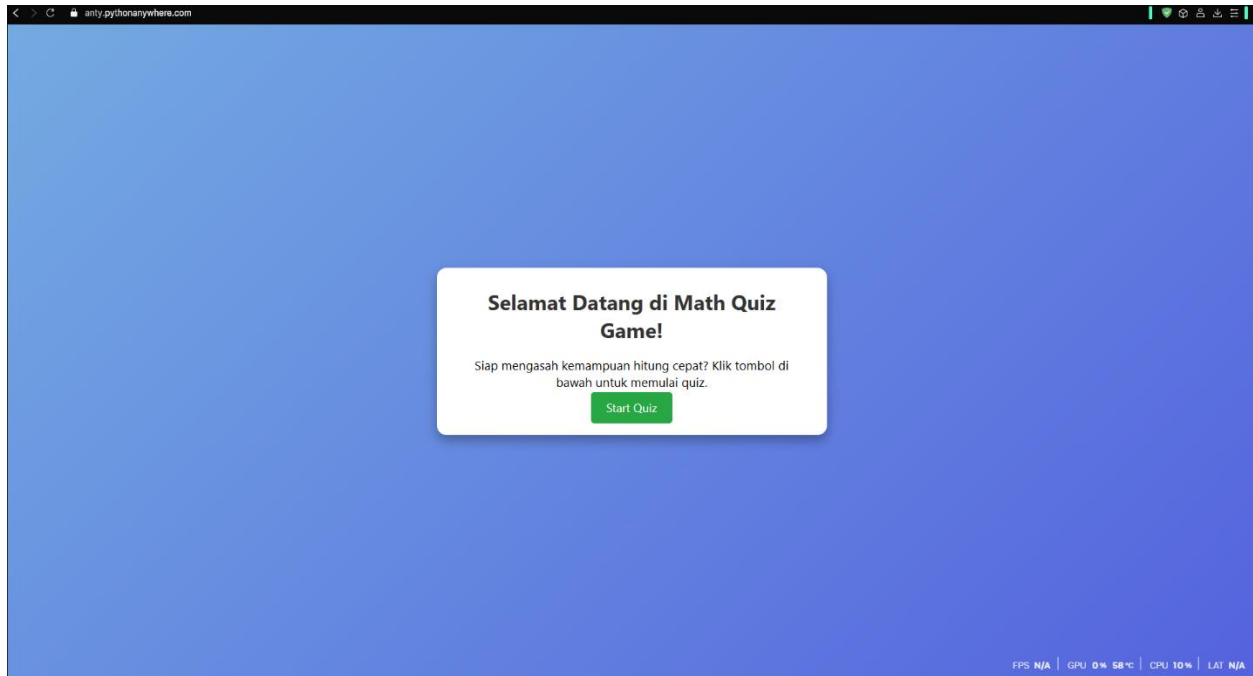 anty.pythonanywhere.com
Selamat Datang di Math Quiz
Game!
Siap mengasah kemampuan hitung cepat? Klik tombol di
bawah untuk memulai quiz.
Start Quiz
FPS N/A | GPU 0% 58°C | CPU 10% | LAT N/A